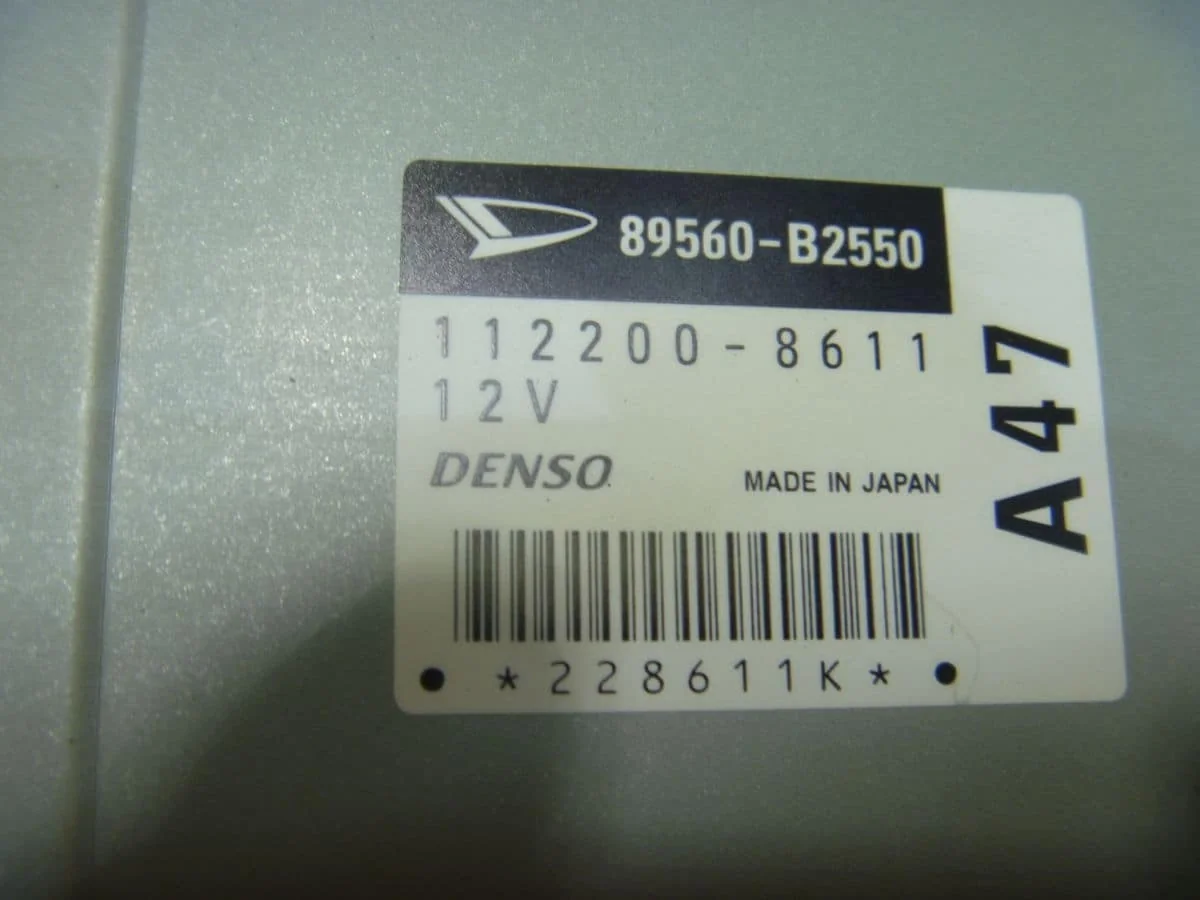 89560-B2550
112200-8611
12V
DENSO
MADE IN JAPAN
*228611K*
A47